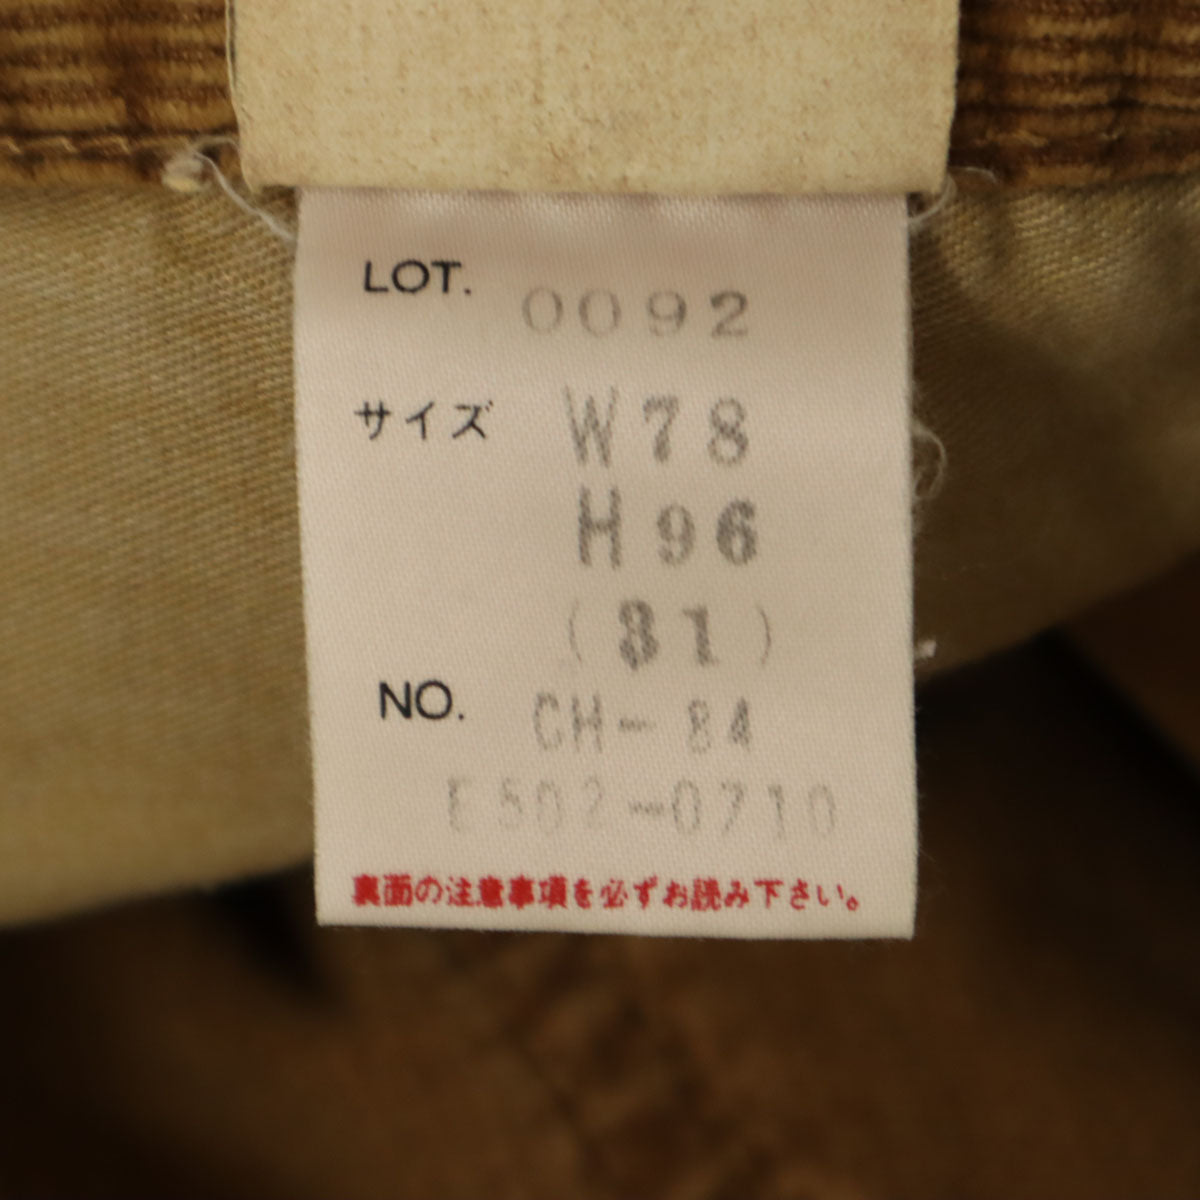 LOT. 0092
サイズ W78
H96
(31)
NO. CH-84
E502-0710
裏面の注意事項を必ずお読み下さい。